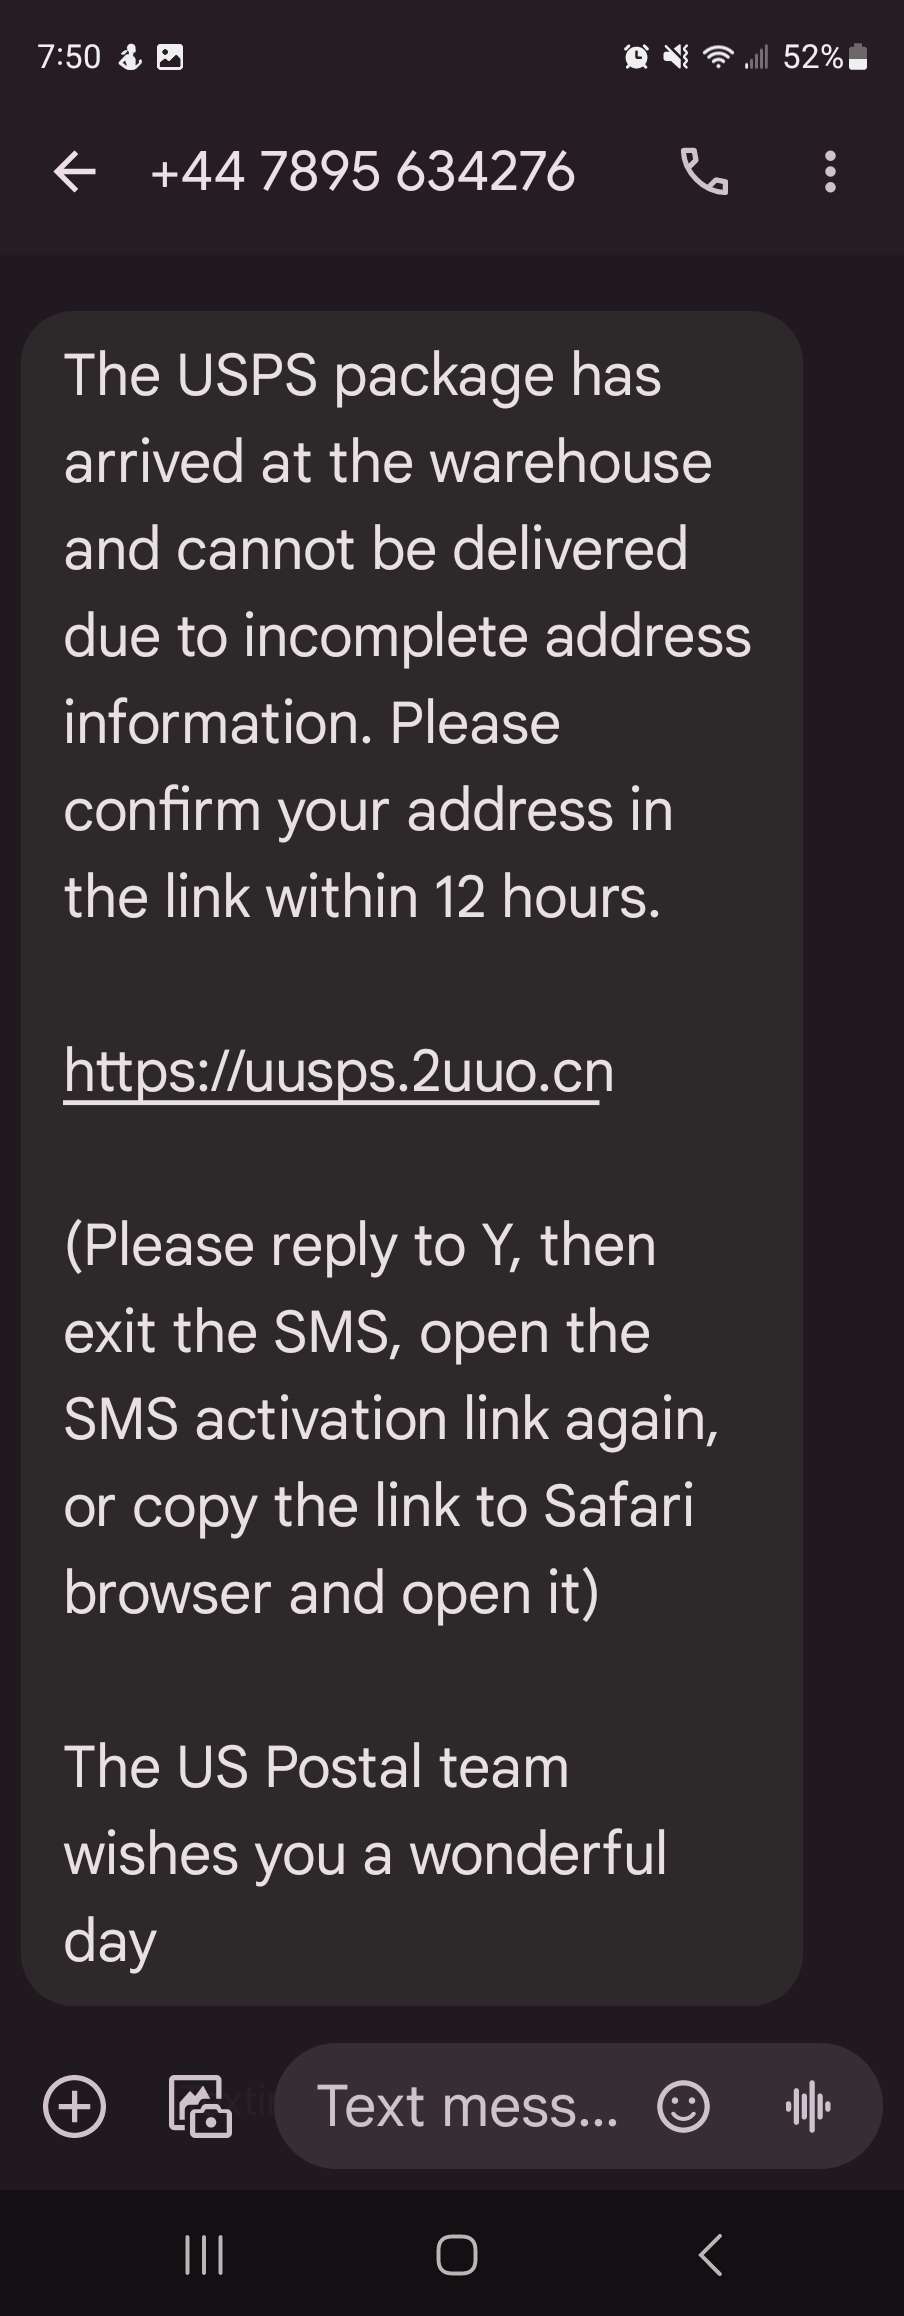 7:50
52%
+44 7895 634276
The USPS package has
arrived at the warehouse
and cannot be delivered
due to incomplete address
information. Please
confirm your address in
the link within 12 hours.
https://uusps.2uuo.cn
(Please reply to Y, then
exit the SMS, open the
SMS activation link again,
or copy the link to Safari
browser and open it)
The US Postal team
wishes you a wonderful
day
Text mess...